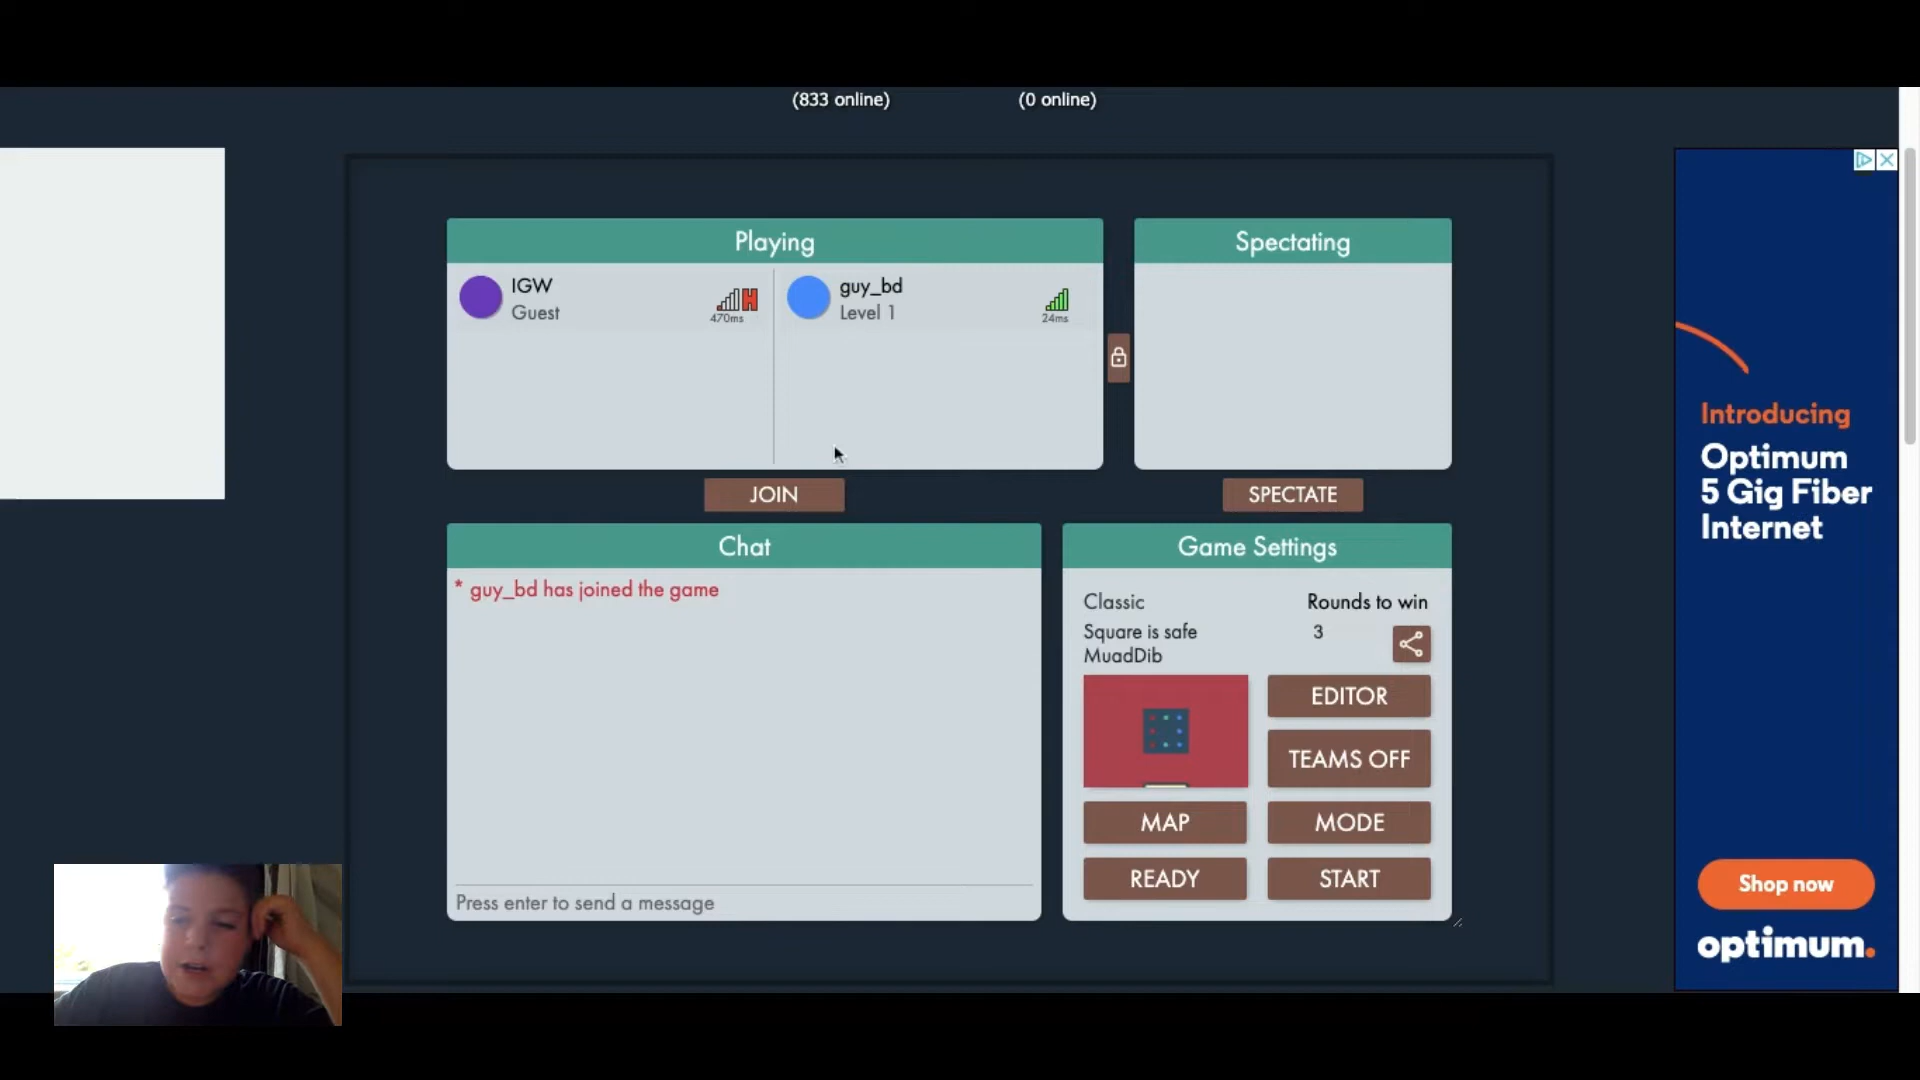 (833 online) (0 online)
Playing
Spectating
IGW
Guest
470ms
H
guy_bd
Level 1
24ms
JOIN
SPECTATE
Chat
* guy_bd has joined the game
Press enter to send a message
Game Settings
Classic
Rounds to win
Square is safe
3
MuadDib
EDITOR
TEAMS OFF
MAP
MODE
READY
START
Introducing
Optimum
5 Gig Fiber
Internet
Shop now
optimum.